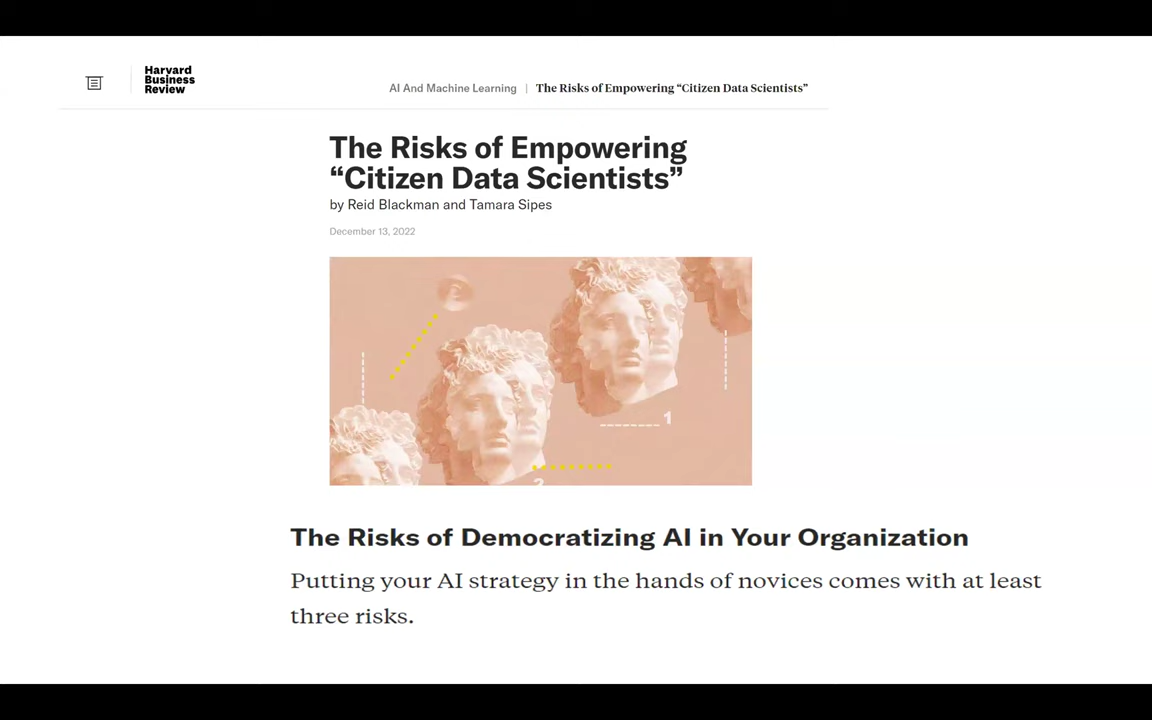 Harvard
Business
Review
AI And Machine Learning | The Risks of Empowering “Citizen Data Scientists”
The Risks of Empowering
“Citizen Data Scientists”
by Reid Blackman and Tamara Sipes
December 13, 2022
1
2
The Risks of Democratizing AI in Your Organization
Putting your AI strategy in the hands of novices comes with at least
three risks.